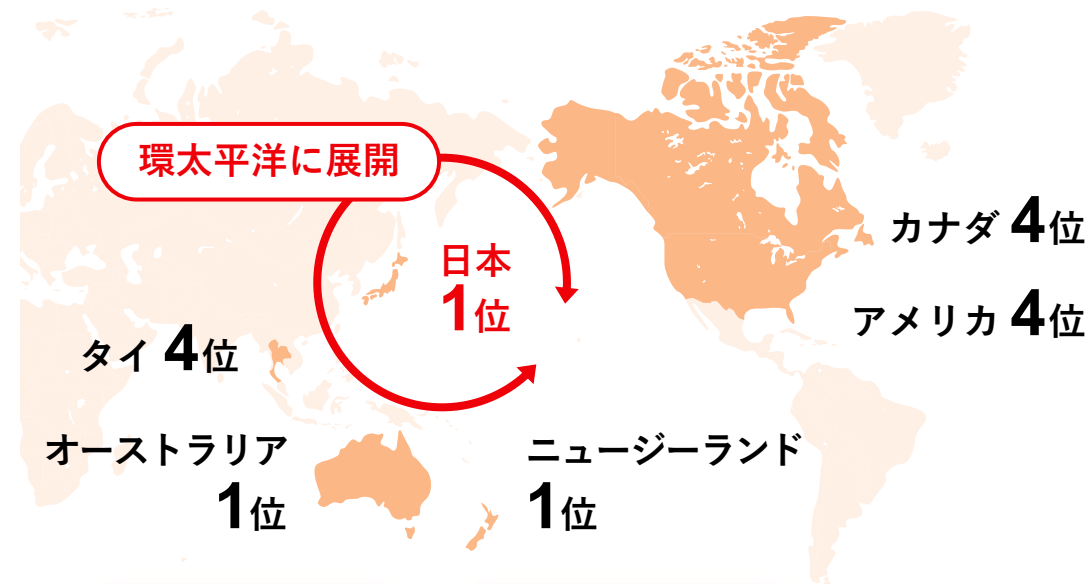 環太平洋に展開
日本
1位
カナダ 4位
アメリカ 4位
タイ 4位
オーストラリア
1位
ニュージーランド
1位